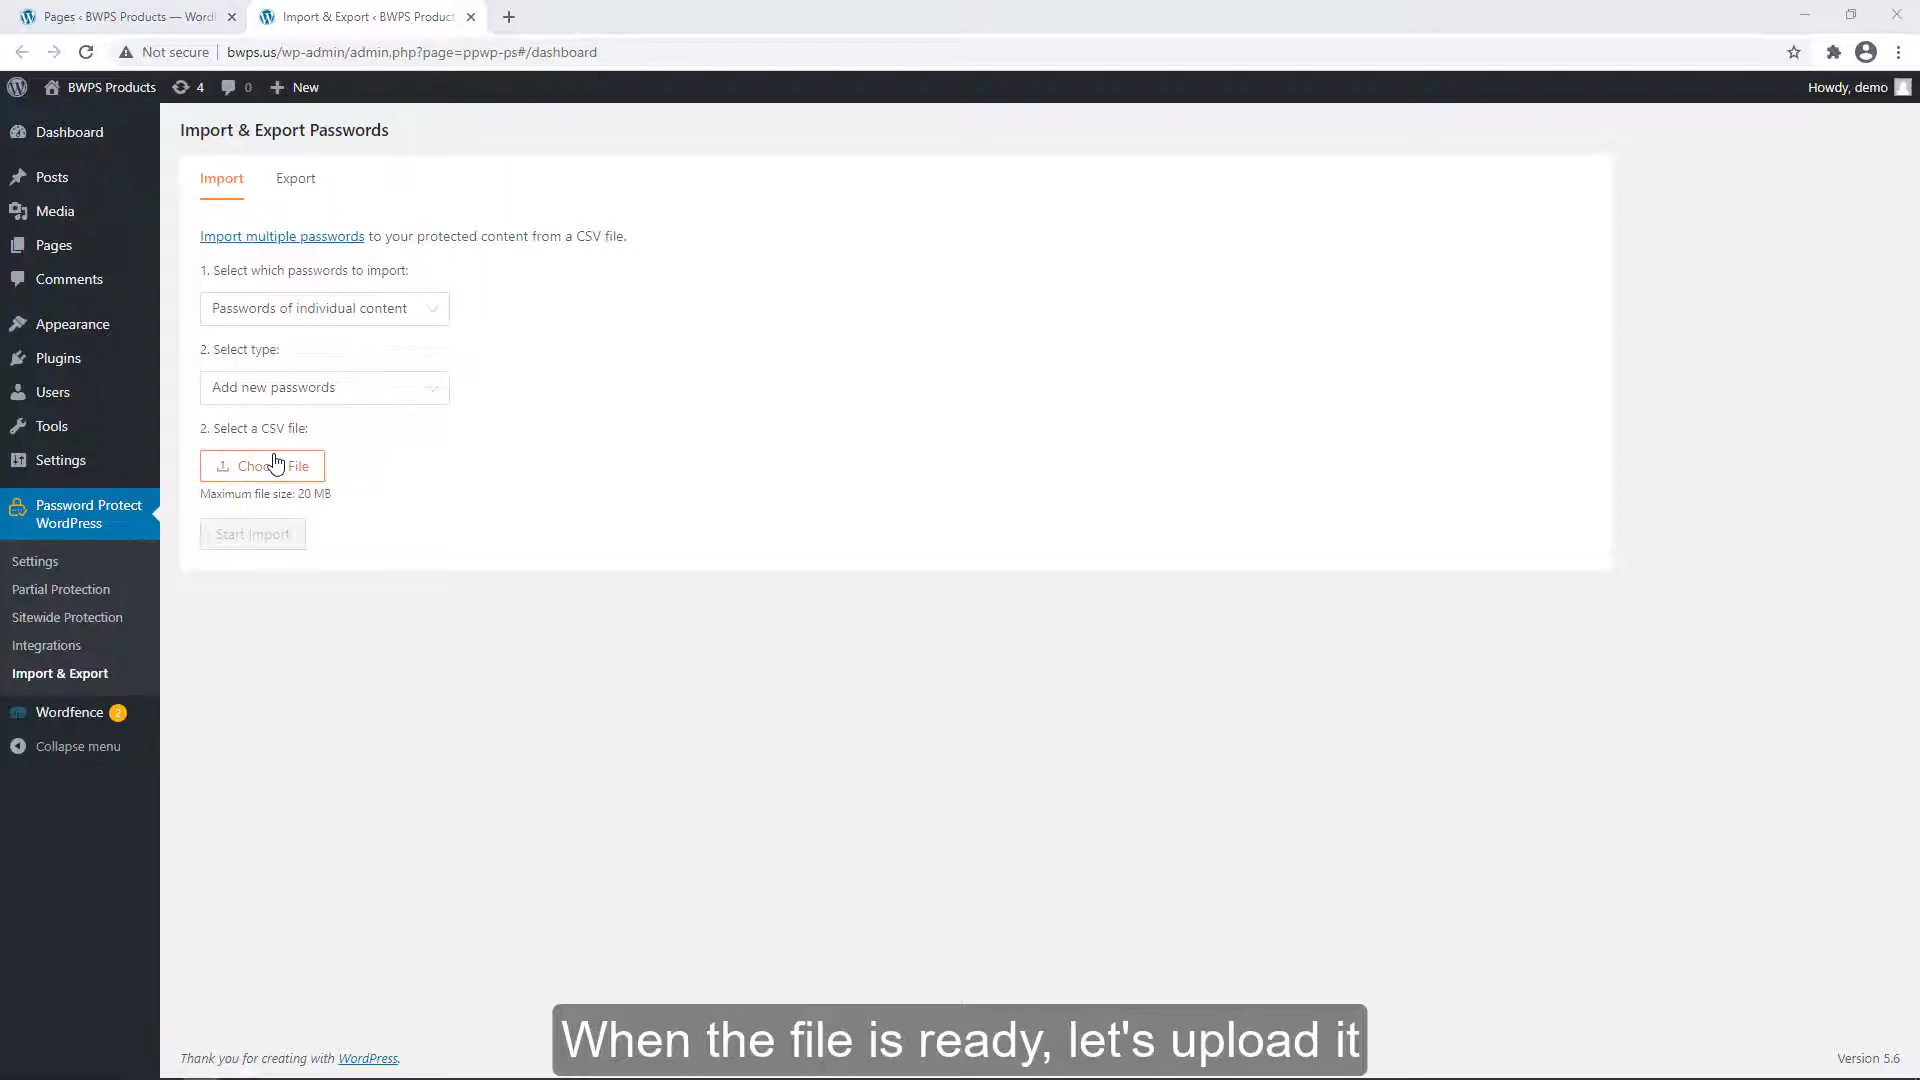 Pages ‹ BWPS Products — Word
Import & Export ‹ BWPS Product
Not secure
bwps.us/wp-admin/admin.php?page=ppwp-ps#/dashboard
BWPS Products
4
0
New
Howdy, demo
Dashboard
Posts
Media
Pages
Comments
Appearance
Plugins
Users
Tools
Settings
Password Protect
WordPress
Settings
Partial Protection
Sitewide Protection
Integrations
Import & Export
Wordfence 2
Collapse menu
Import & Export Passwords
Import
Export
Import multiple passwords to your protected content from a CSV file.
1. Select which passwords to import:
Passwords of individual content
2. Select type:
Add new passwords
2. Select a CSV file:
File
Maximum file size: 20 MB
Start Import
When the file is ready, let's upload it
Thank you for creating with WordPress.
Version 5.6